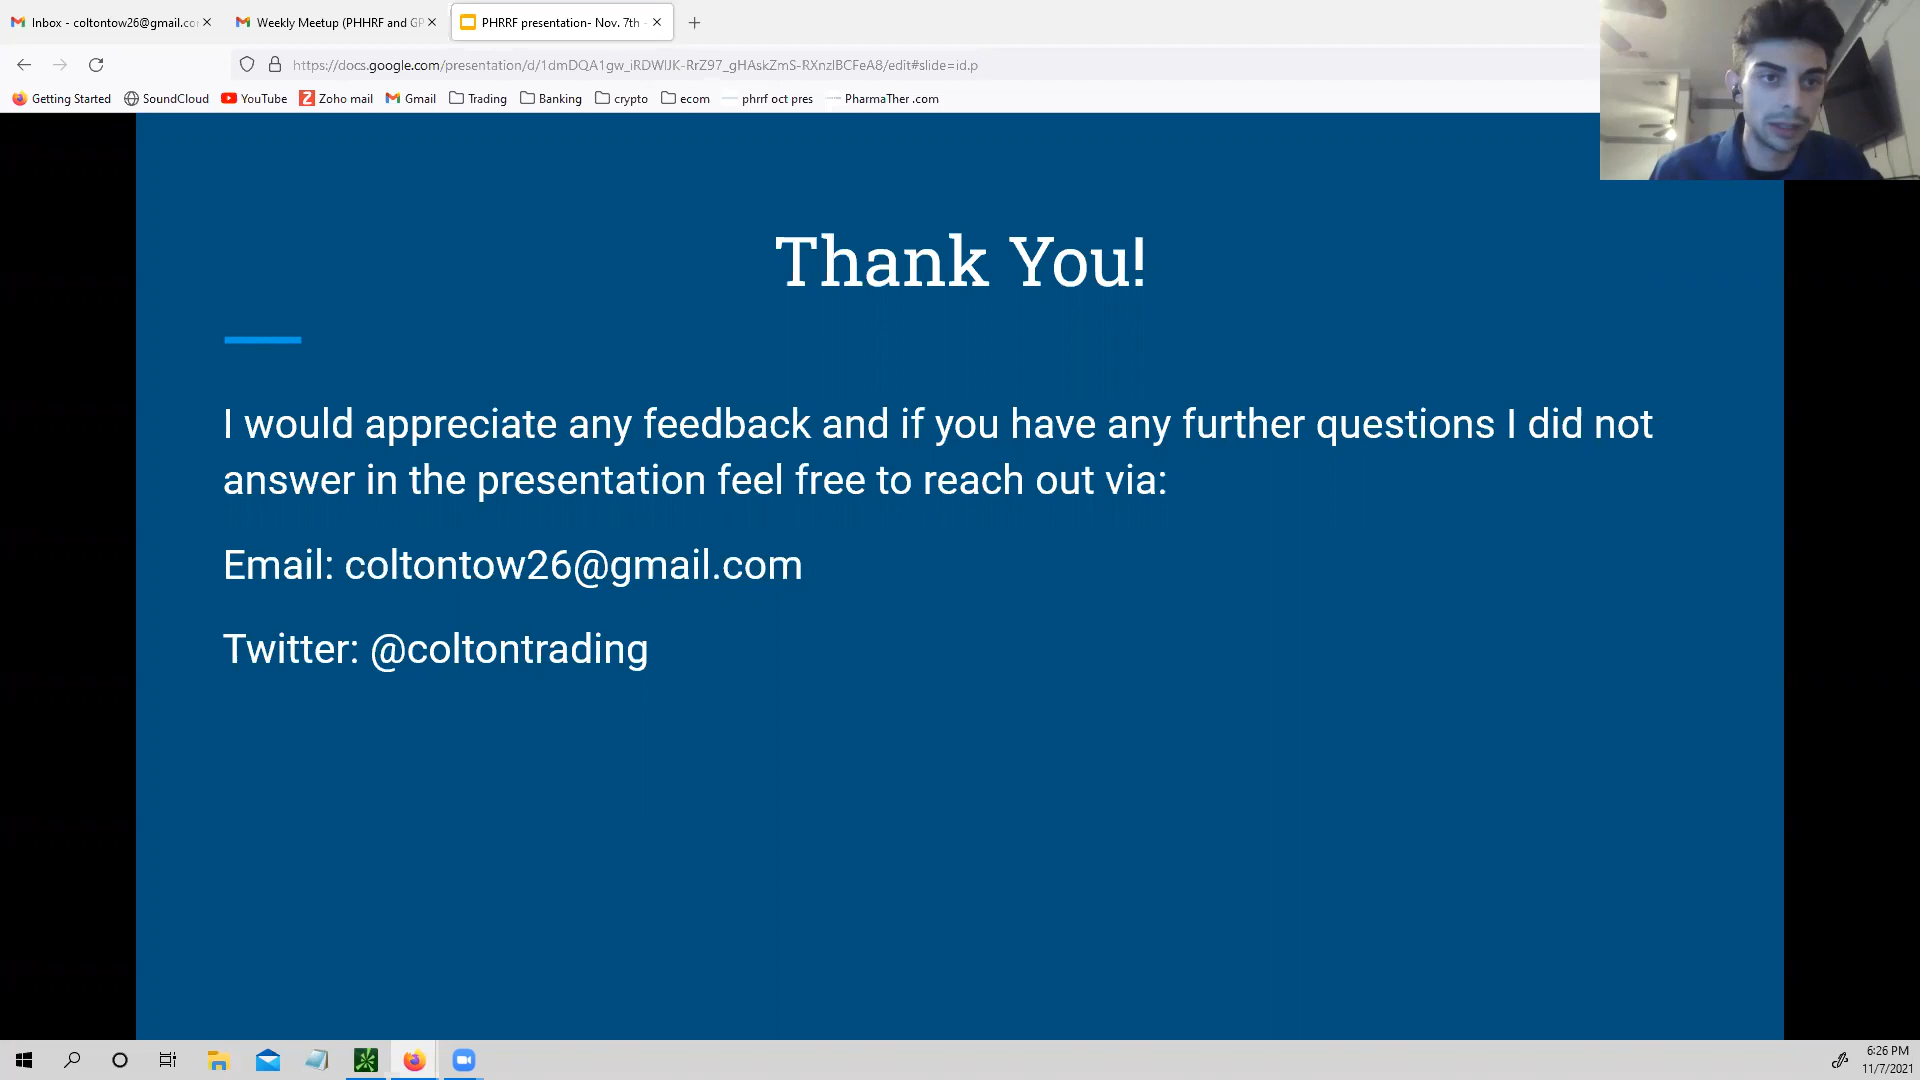 Inbox - coltontow26@gmail.co
Weekly Meetup (PHHRF and GP
PHRRF presentation- Nov. 7th -
https://docs.google.com/presentation/d/1dmDQA1gw_iRDWIJK-RrZ97_gHAskZmS-RXnzlBCFeA8/edit#slide=id.p
Getting Started
SoundCloud
YouTube
Zoho mail
Gmail
Trading
Banking
crypto
ecom
phrrf oct pres
PharmaTher .com
Thank You!
I would appreciate any feedback and if you have any further questions I did not
answer in the presentation feel free to reach out via:
Email: coltontow26@gmail.com
Twitter: @coltontrading
6:26 PM
11/7/2021